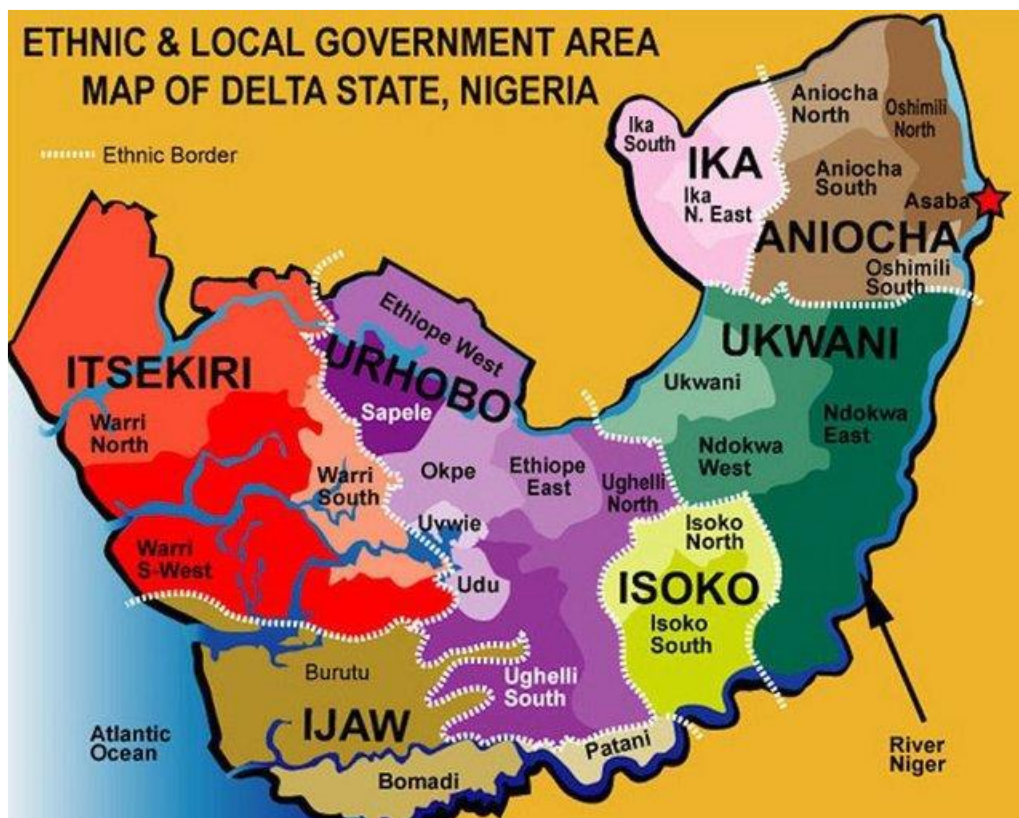 ETHNIC & LOCAL GOVERNMENT AREA
MAP OF DELTA STATE, NIGERIA
Ethnic Border
Ika
South
IKA
Ika
N. East
Aniocha
North
Oshimili
North
Aniocha
South
Asaba
ANIOCHA
Oshimili
South
ITSEKIRI
Warri
North
Warri
South
Warri
S-West
Ethiope West
URHOBO
Sapele
Okpe
Ethiope
East
Ughelli
North
Uvwie
Udu
Ughelli
South
UKWANI
Ukwani
Ndokwa
East
Ndokwa
West
Isoko
North
ISOKO
Isoko
South
Burutu
IJAW
Bomadi
Patani
Atlantic
Ocean
River
Niger